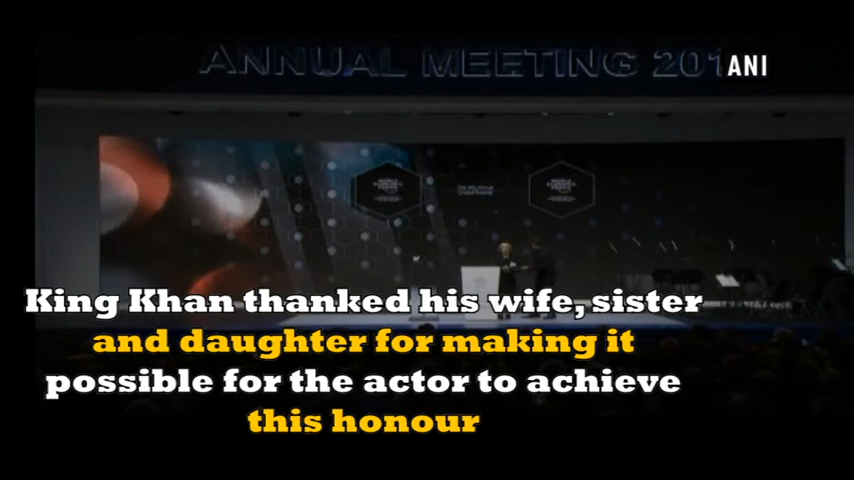 ANNUAL MEETING 201
ANI
King Khan thanked his wife, sister
and daughter for making it
possible for the actor to achieve
this honour